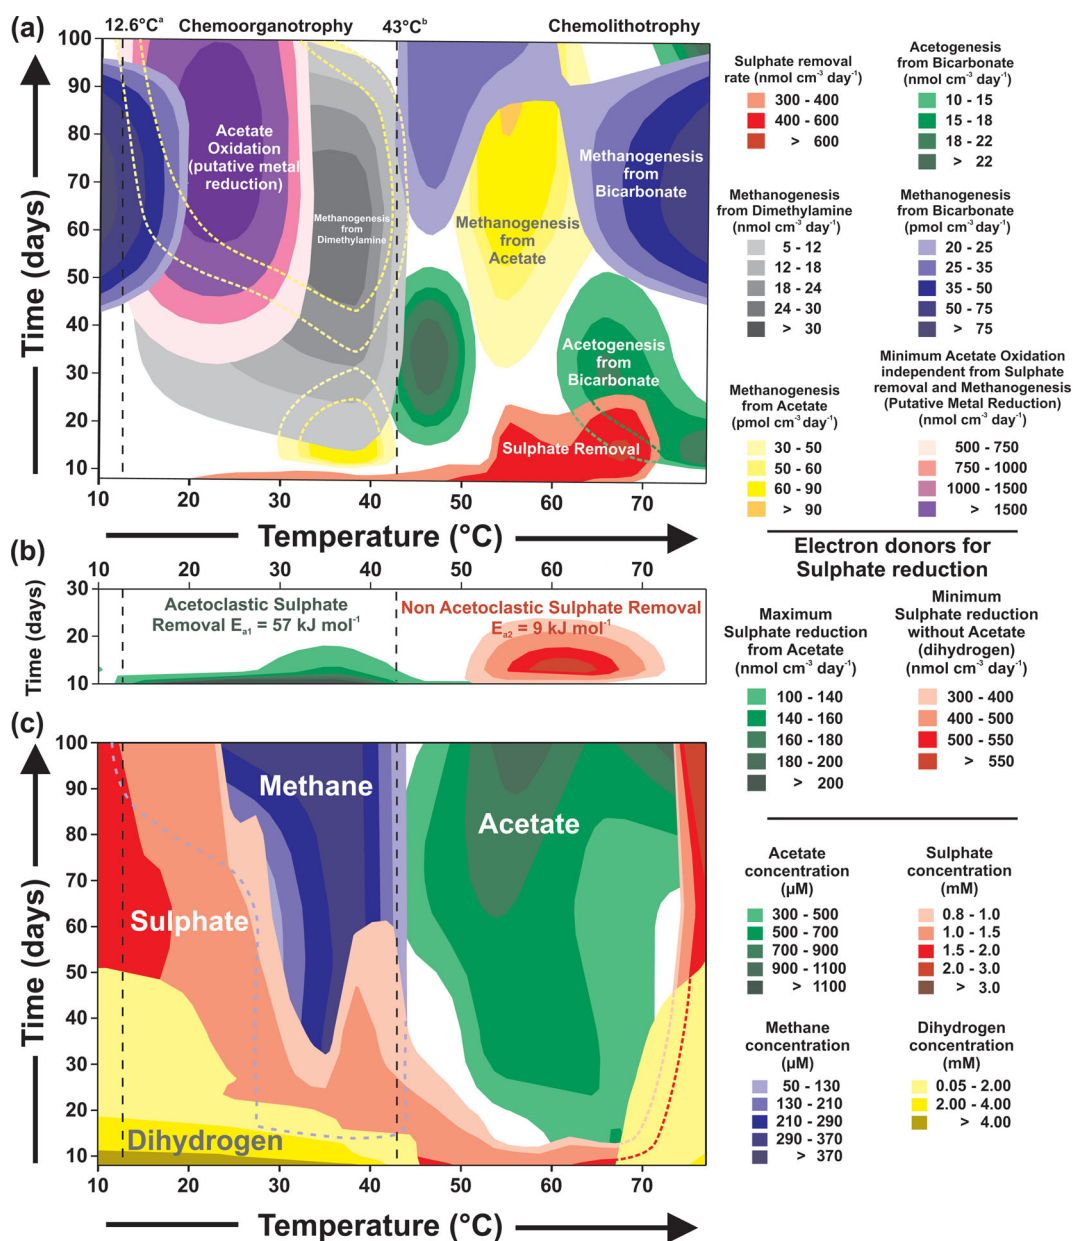 (a)
12.6°Cᵃ
Chemoorganotrophy
43°Cᵇ
Chemolithotrophy
100
90
80
70
60
50
40
30
20
10
Time (days)
Acetate
Oxidation
(putative metal
reduction)
Methanogenesis
from
Dimethylamine
Methanogenesis
from
Acetate
Methanogenesis
from
Bicarbonate
Acetogenesis
from
Bicarbonate
Sulphate Removal
10 20 30 40 50 60 70
Temperature (°C)
Sulphate removal
rate (nmol cm⁻³ day⁻¹)
300 - 400
400 - 600
> 600
Acetogenesis
from Bicarbonate
(nmol cm⁻³ day⁻¹)
10 - 15
15 - 18
18 - 22
> 22
Methanogenesis
from Dimethylamine
(nmol cm⁻³ day⁻¹)
5 - 12
12 - 18
18 - 24
24 - 30
> 30
Methanogenesis
from Bicarbonate
(pmol cm⁻³ day⁻¹)
20 - 25
25 - 35
35 - 50
50 - 75
> 75
Methanogenesis
from Acetate
(pmol cm⁻³ day⁻¹)
30 - 50
50 - 60
60 - 90
> 90
Minimum Acetate Oxidation
independent from Sulphate
removal and Methanogenesis
(Putative Metal Reduction)
(nmol cm⁻³ day⁻¹)
500 - 750
750 - 1000
1000 - 1500
> 1500
(b)
10 20 30 40 50 60 70
30
20
10
Time (days)
Acetoclastic Sulphate
Removal Eₐ₁ = 57 kJ mol⁻¹
Non Acetoclastic Sulphate Removal
Eₐ₂ = 9 kJ mol⁻¹
Electron donors for
Sulphate reduction
Maximum
Sulphate reduction
from Acetate
(nmol cm⁻³ day⁻¹)
100 - 140
140 - 160
160 - 180
180 - 200
> 200
Minimum
Sulphate reduction
without Acetate
(dihydrogen)
(nmol cm⁻³ day⁻¹)
300 - 400
400 - 500
500 - 550
> 550
(c)
100
90
80
70
60
50
40
30
20
10
Time (days)
Methane
Acetate
Sulphate
Dihydrogen
10 20 30 40 50 60 70
Temperature (°C)
Acetate
concentration
(µM)
300 - 500
500 - 700
700 - 900
900 - 1100
> 1100
Sulphate
concentration
(mM)
0.8 - 1.0
1.0 - 1.5
1.5 - 2.0
2.0 - 3.0
> 3.0
Methane
concentration
(µM)
50 - 130
130 - 210
210 - 290
290 - 370
> 370
Dihydrogen
concentration
(mM)
0.05 - 2.00
2.00 - 4.00
> 4.00